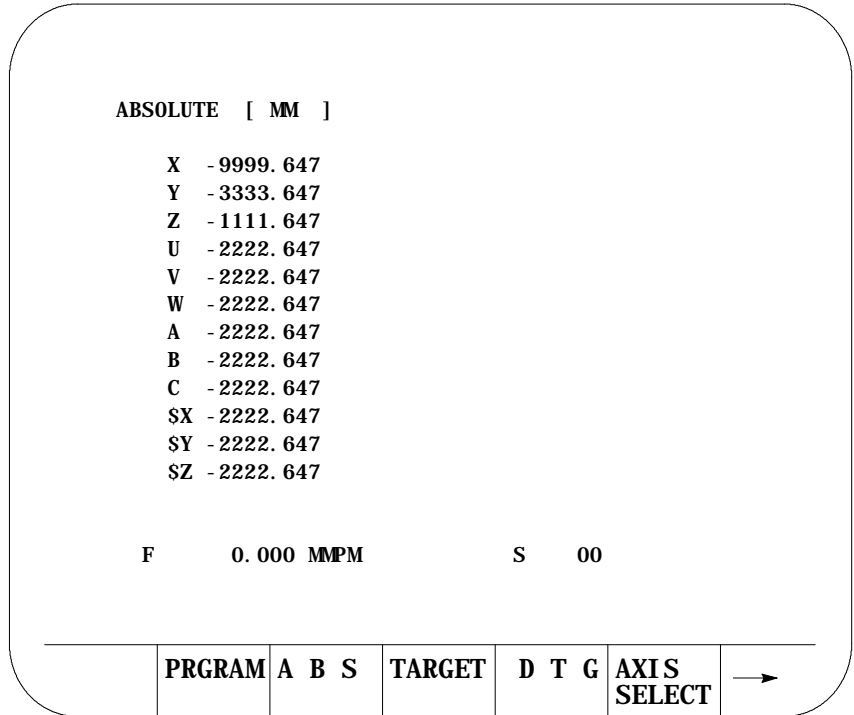 ABSOLUTE [ MM ]
X -9999.647
Y -3333.647
Z -1111.647
U -2222.647
V -2222.647
W -2222.647
A -2222.647
B -2222.647
C -2222.647
$X -2222.647
$Y -2222.647
$Z -2222.647
F 0.000 MMPM S 00
PRGRAM A B S TARGET D T G AXIS
SELECT